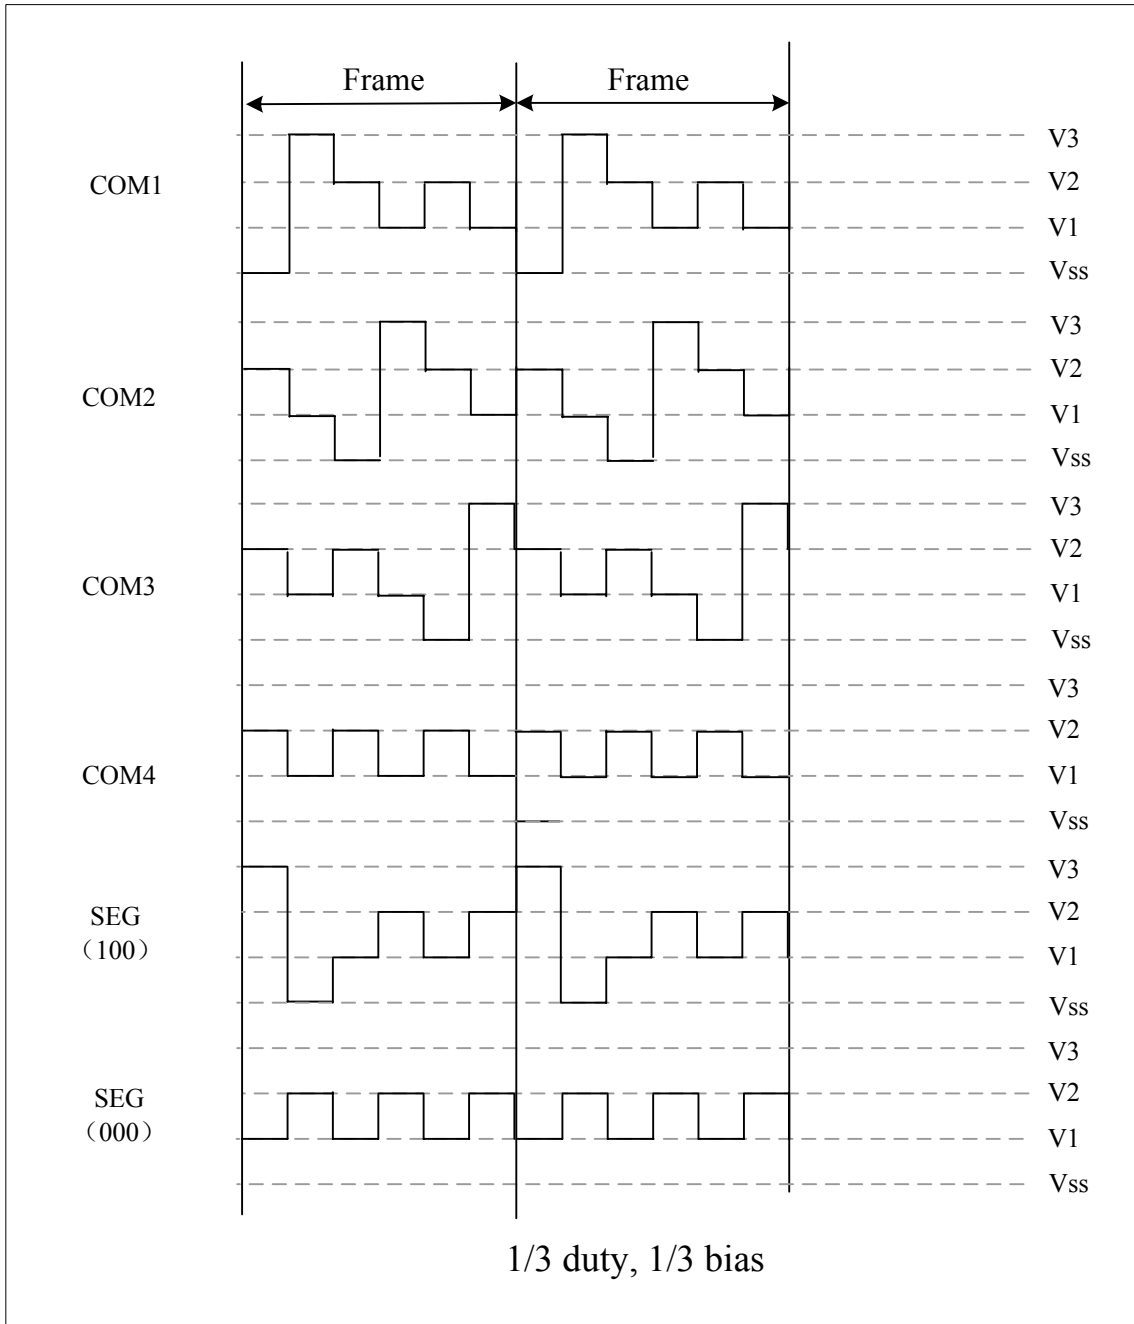 Frame Frame
V3
COM1 V2
V1
Vss
V3
V2
COM2
V1
Vss
V3
V2
COM3 V1
Vss
V3
V2
COM4 V1
Vss
V3
SEG V2
（100） V1
Vss
V3
SEG V2
（000） V1
Vss
1/3 duty, 1/3 bias